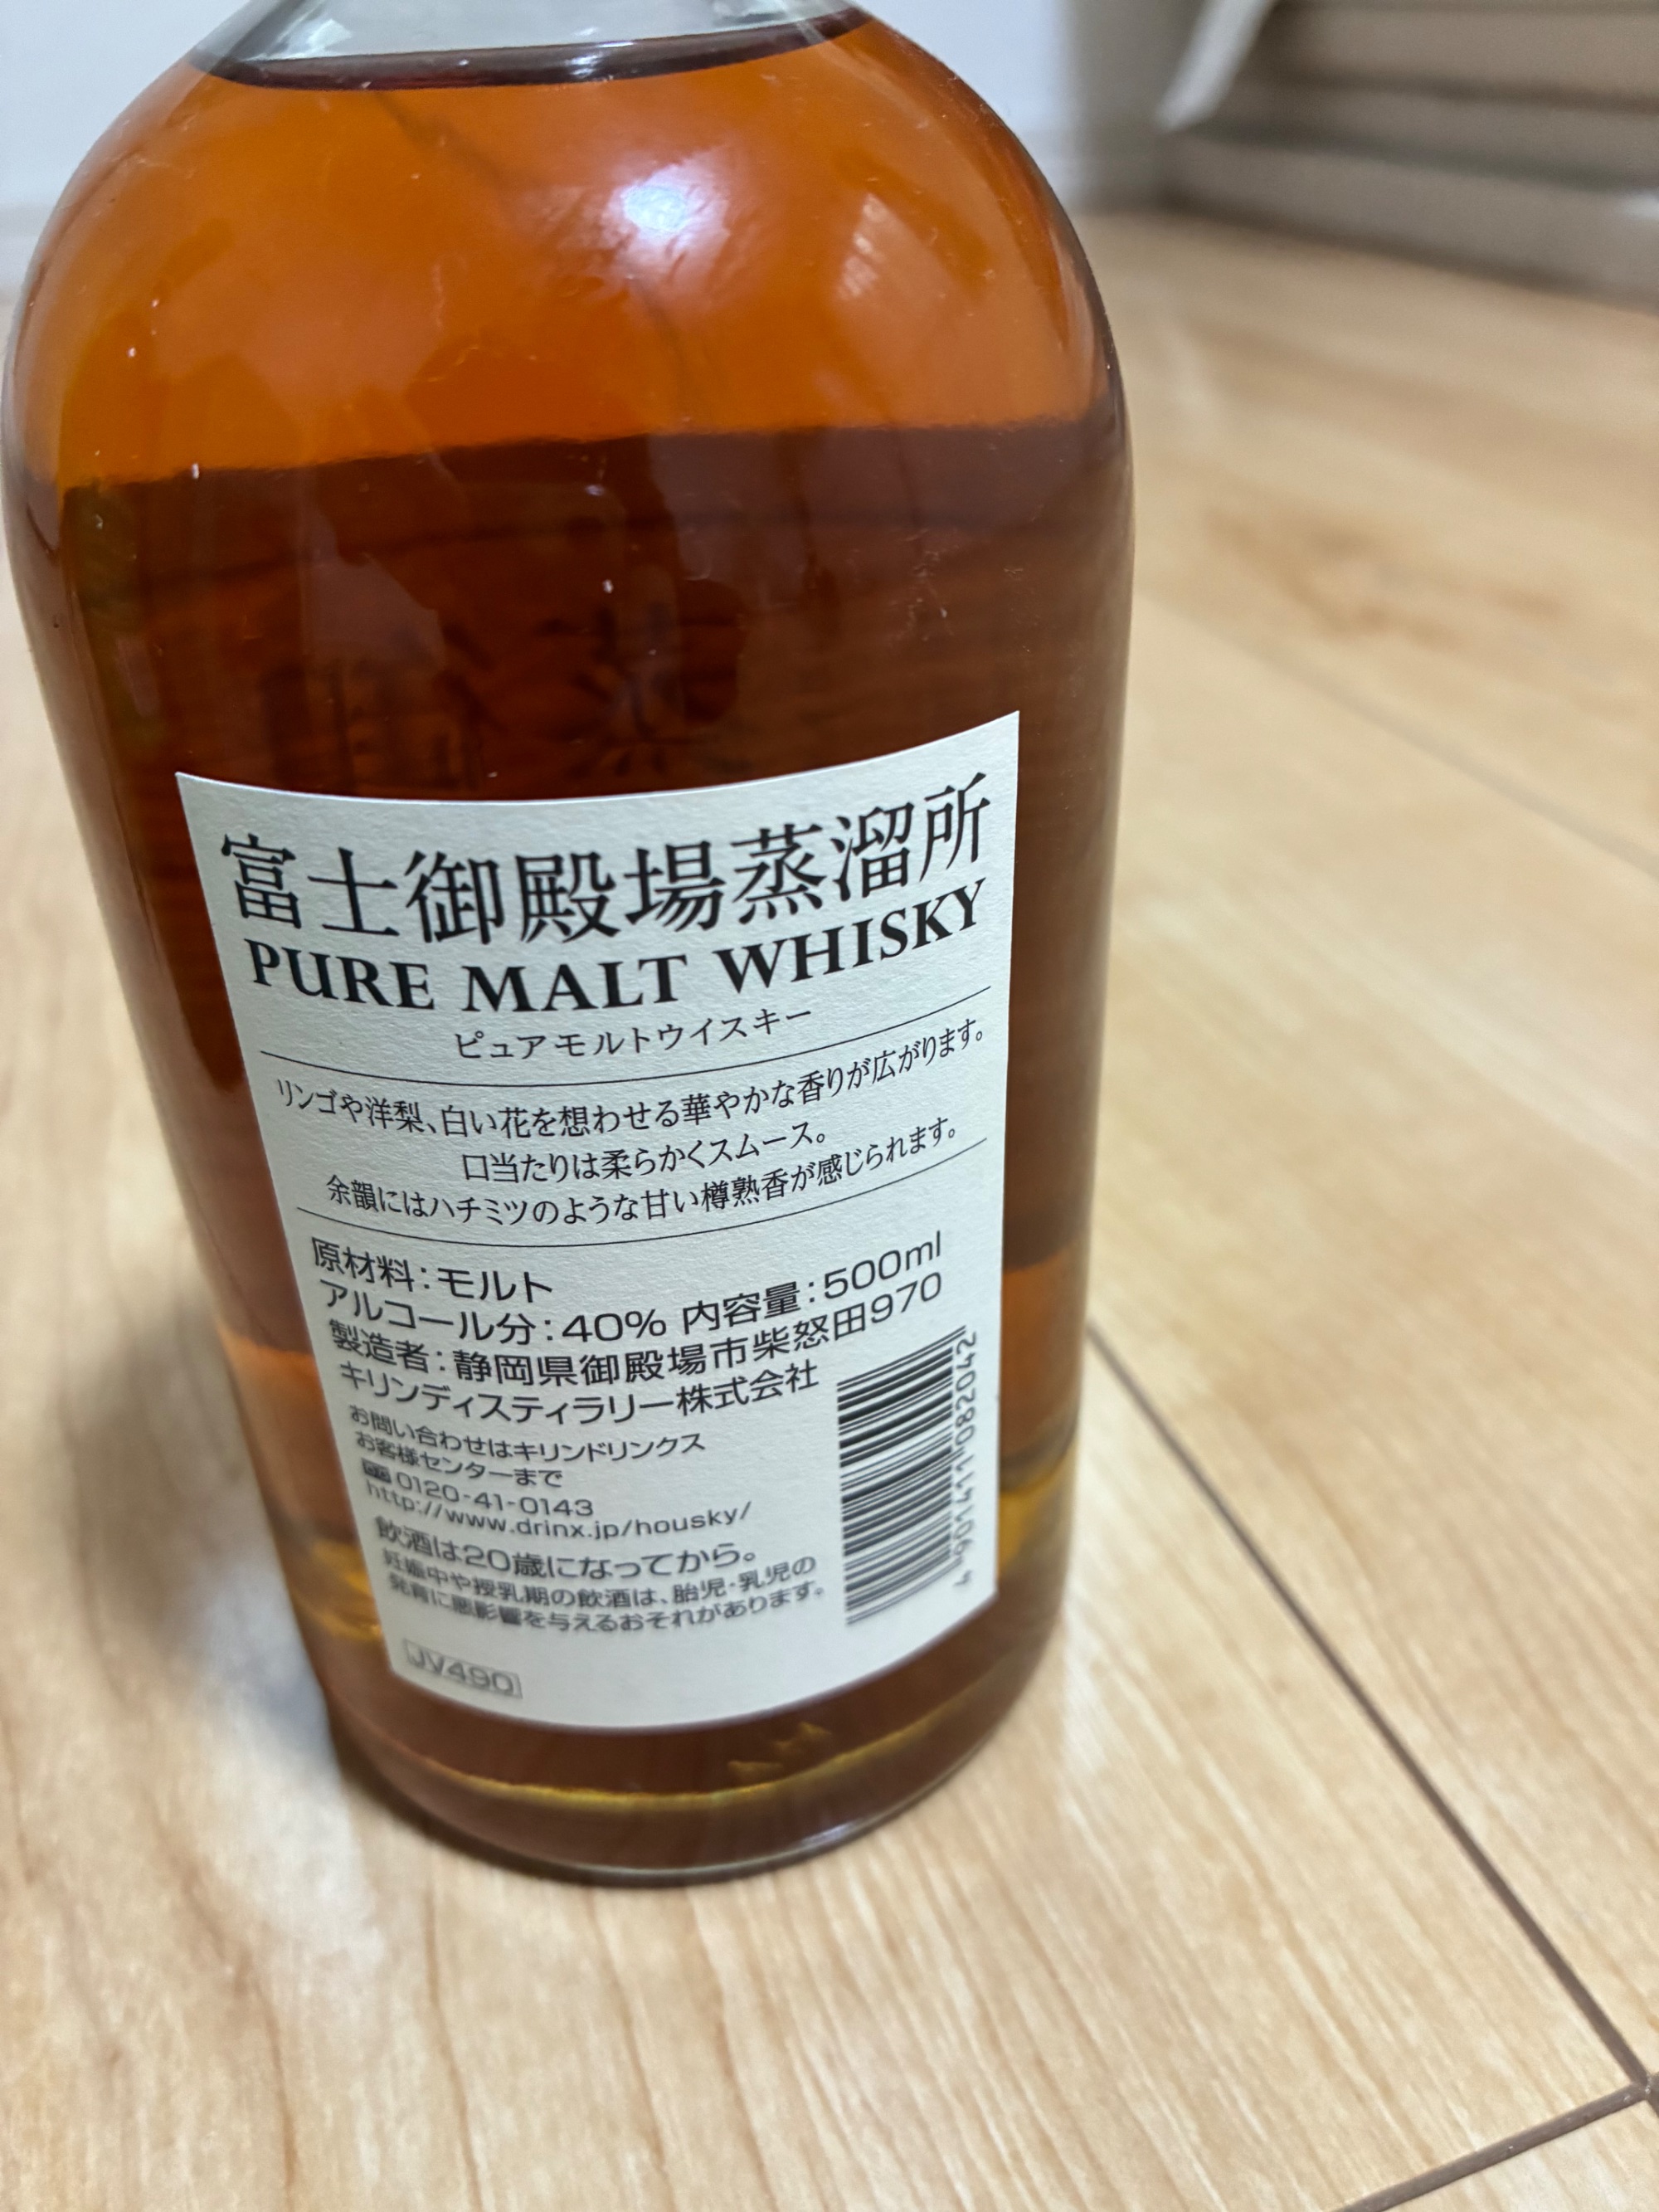 富士御殿場蒸溜所
PURE MALT WHISKY
ピュアモルトウイスキー
リンゴや洋梨、白い花を想わせる華やかな香りが広がります。
口当たりは柔らかくスムース。
余韻にはハチミツのような甘い樽熟香が感じられます。
原材料:モルト
アルコール分:40% 内容量:500ml
製造者:静岡県御殿場市柴怒田970
キリンディスティラリー株式会社
お問い合わせはキリンドリンクス
お客様センターまで
0120-41-0143
http://www.drinx.jp/housky/
飲酒は20歳になってから。
妊娠中や授乳期の飲酒は、胎児・乳児の
発育に悪影響を与えるおそれがあります。
JV490
4901411082042